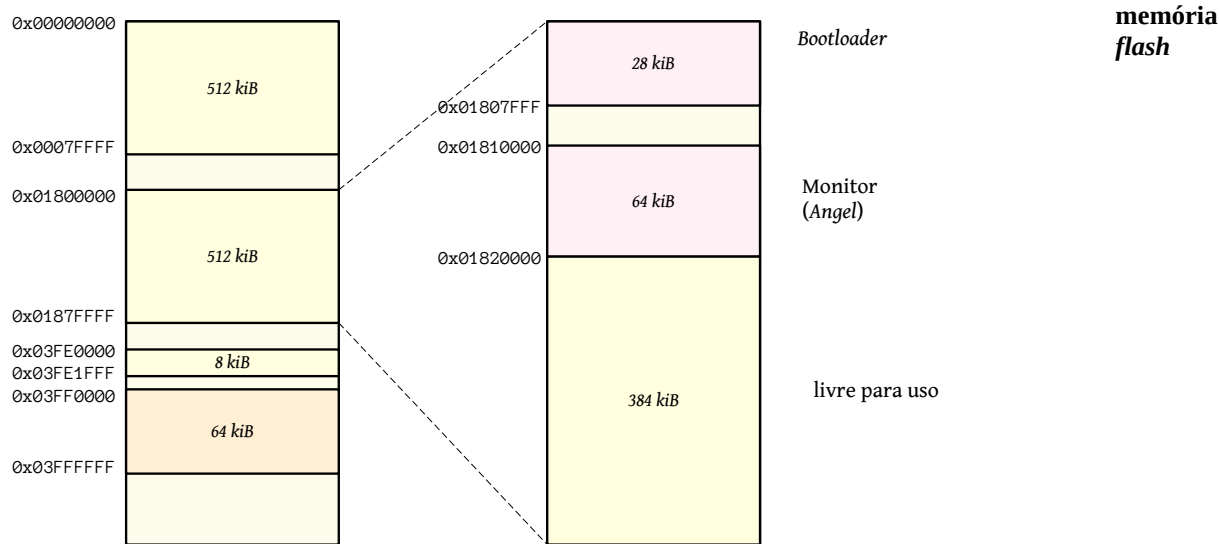 0x00000000
512 kiB
0x0007FFFF
0x01800000
512 kiB
0x0187FFFF
0x03FE0000
8 kiB
0x03FE1FFF
0x03FF0000
64 kiB
0x03FFFFFF
28 kiB
Bootloader
0x01807FFF
0x01810000
64 kiB
Monitor
(Angel)
0x01820000
384 kiB
livre para uso
memória
flash